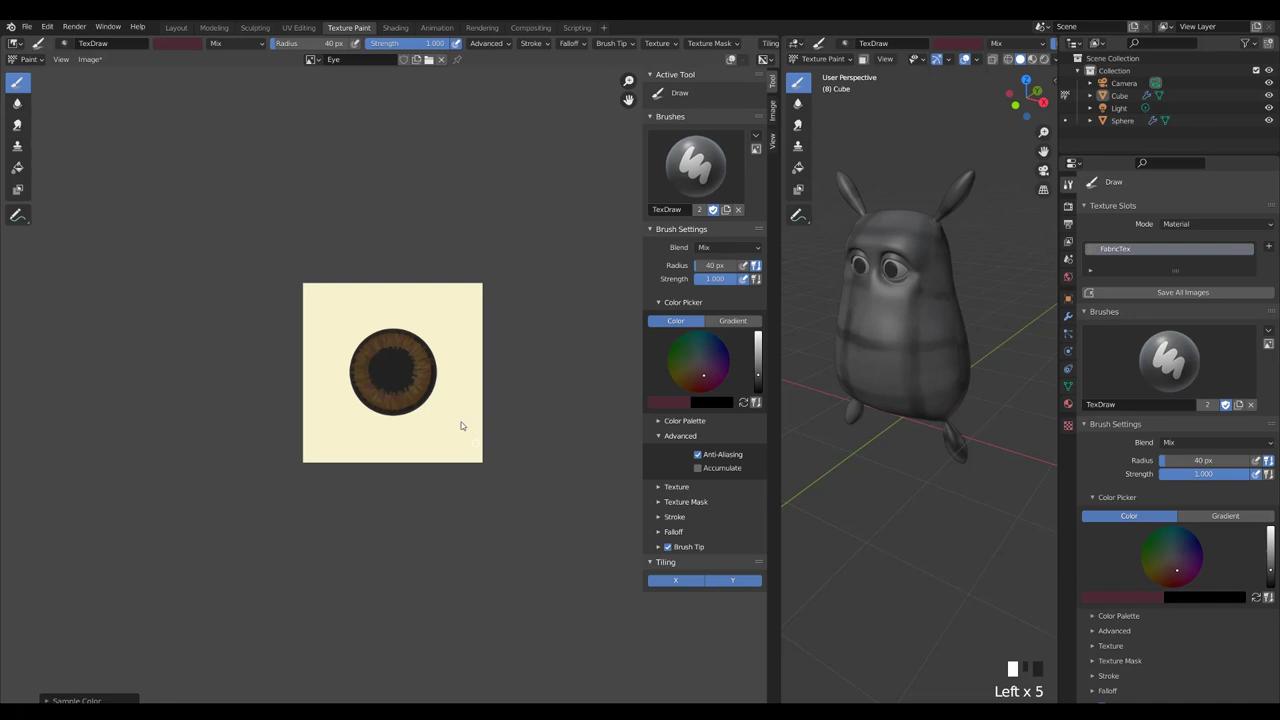 File Edit Render Window Help Layout Modeling Sculpting UV Editing Texture Paint Shading Animation Rendering Compositing Scripting + Scene View Layer
TexDraw Mix Radius 40 px Strength 1.000 Advanced Stroke Falloff Brush Tip Texture Texture Mask Tiling TexDraw Mix
Paint View Image* Eye Texture Paint View
Scene Collection
Collection
Camera
Cube
Light
Sphere
Active Tool
Draw
Brushes
TexDraw 2
Brush Settings
Blend Mix
Radius 40 px
Strength 1.000
Color Picker
Color Gradient
Color Palette
Advanced
Anti-Aliasing
Accumulate
Texture
Texture Mask
Stroke
Falloff
Brush Tip
Tiling
X Y
Tool
Image
View
User Perspective
(8) Cube
Z
Y
X
Draw
Texture Slots
Mode Material
FabricTex
Save All Images
Brushes
TexDraw 2
Brush Settings
Blend Mix
Radius 40 px
Strength 1.000
Color Picker
Color Gradient
Color Palette
Advanced
Texture
Texture Mask
Stroke
Falloff
Sample Color
Left x 5